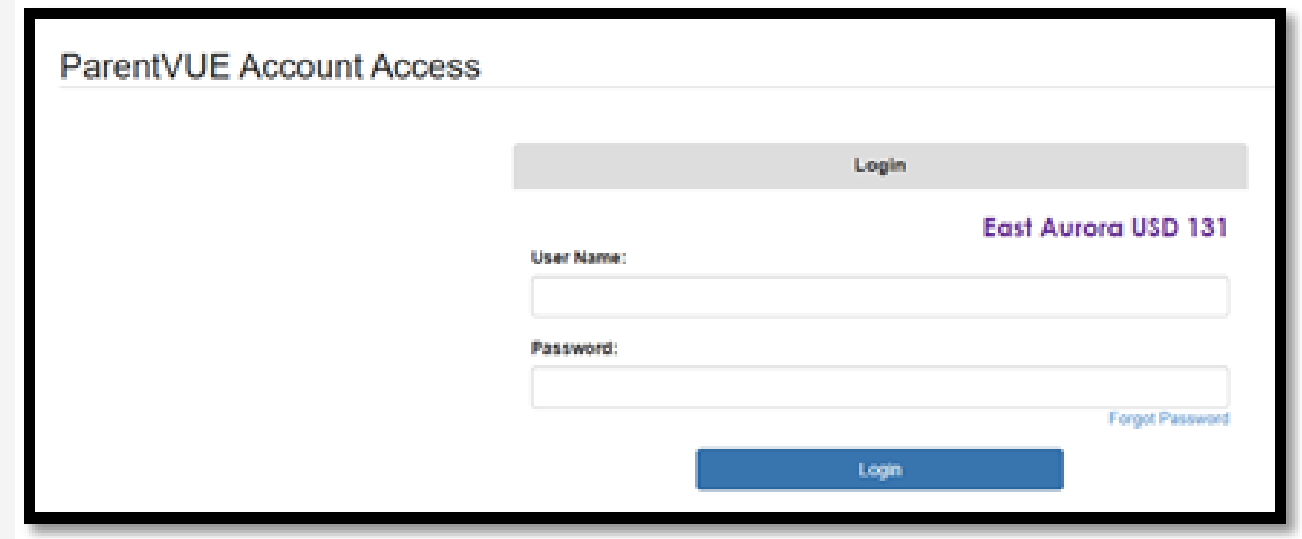 ParentVUE Account Access
Login
East Aurora USD 131
User Name:
Password:
Forgot Password
Login